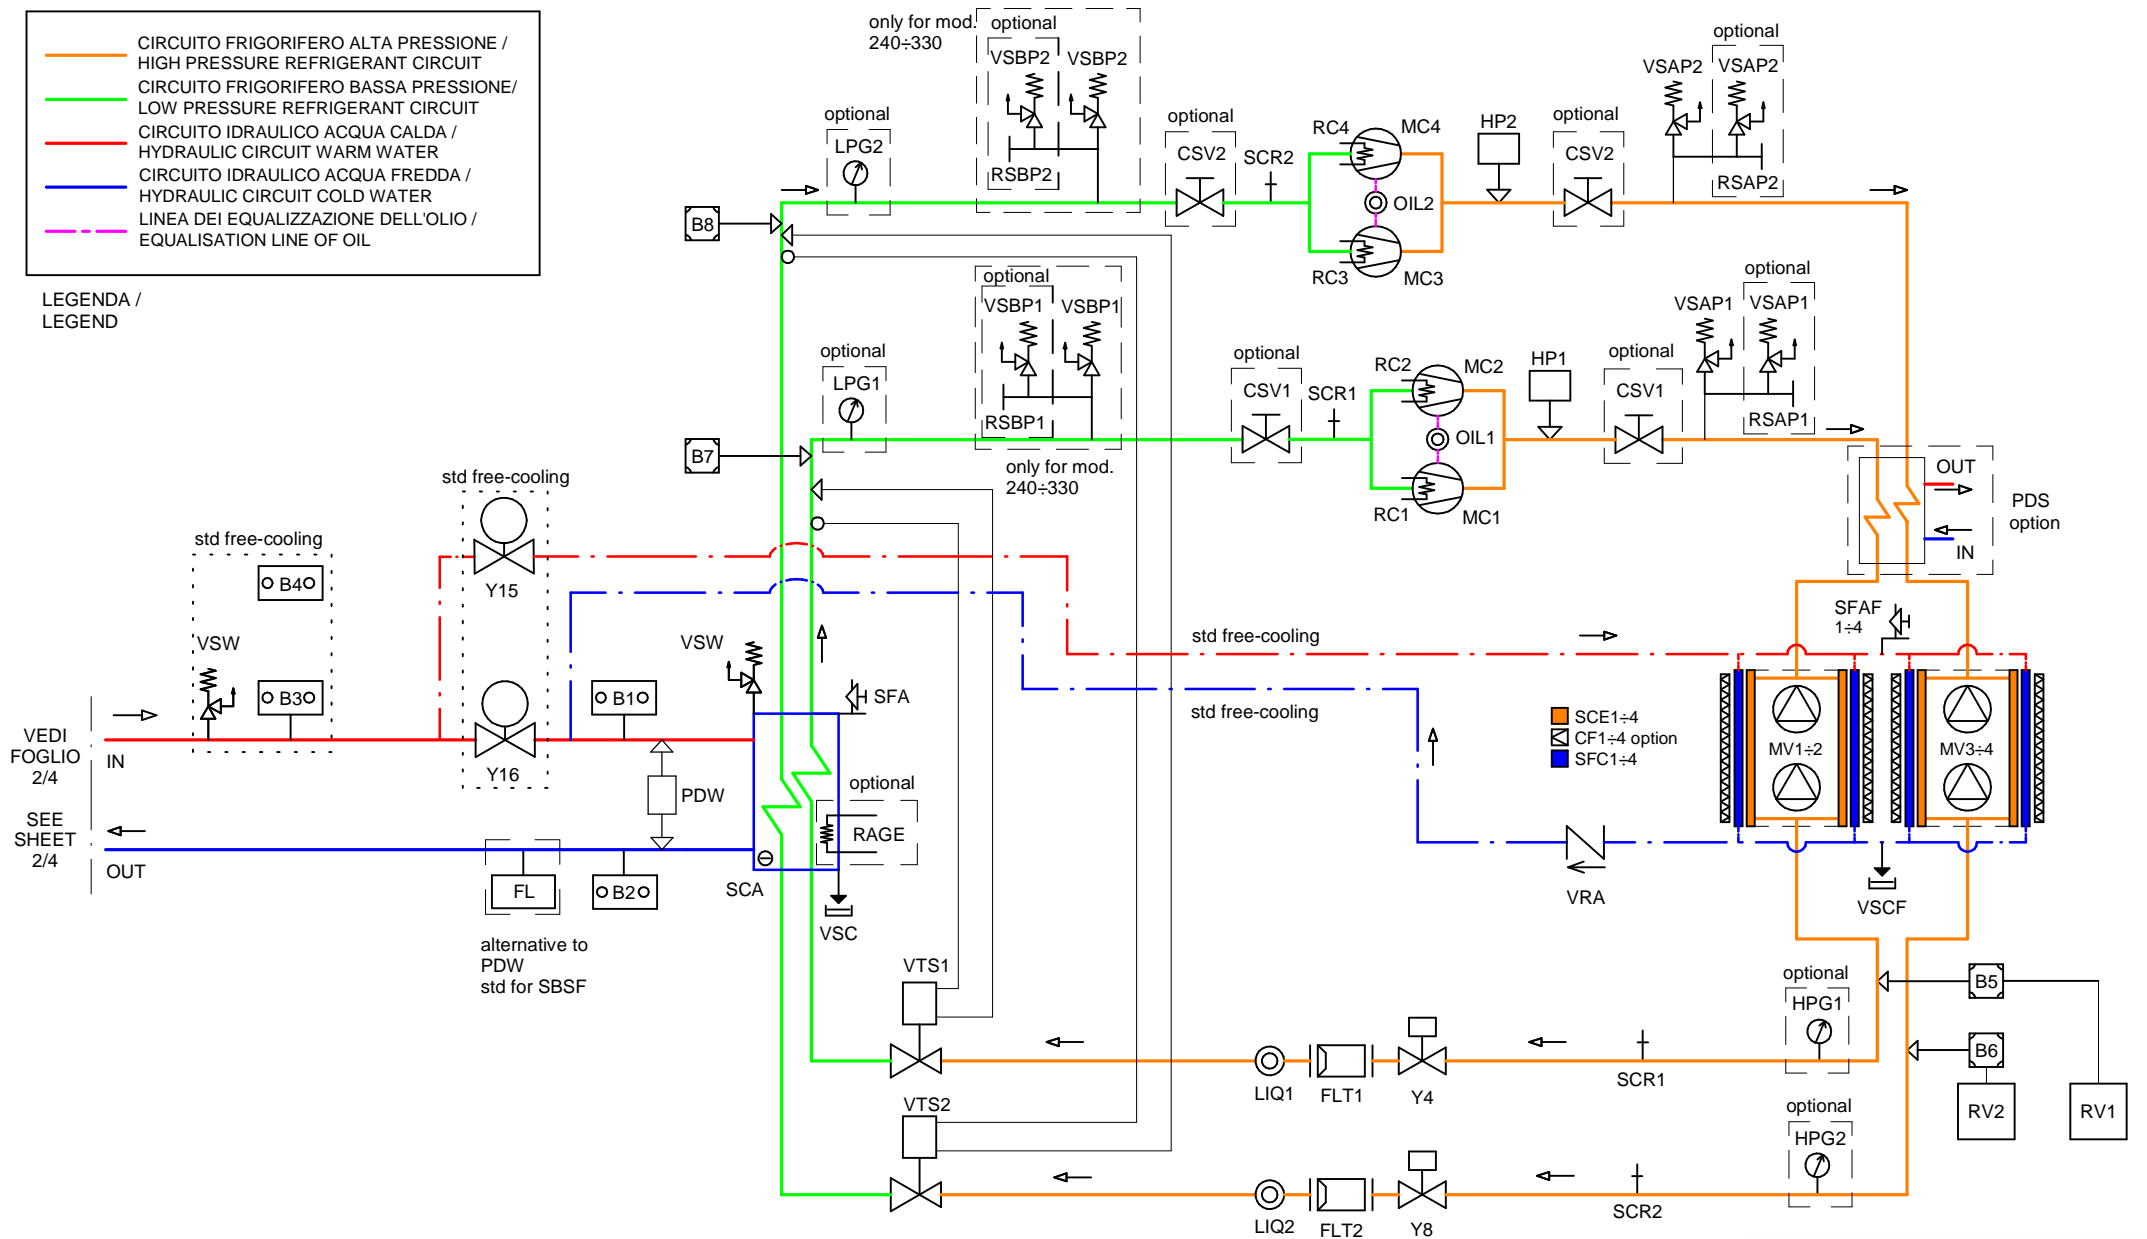 CIRCUITO FRIGORIFERO ALTA PRESSIONE /
HIGH PRESSURE REFRIGERANT CIRCUIT
CIRCUITO FRIGORIFERO BASSA PRESSIONE/
LOW PRESSURE REFRIGERANT CIRCUIT
CIRCUITO IDRAULICO ACQUA CALDA /
HYDRAULIC CIRCUIT WARM WATER
CIRCUITO IDRAULICO ACQUA FREDDA /
HYDRAULIC CIRCUIT COLD WATER
LINEA DEI EQUALIZZAZIONE DELL'OLIO /
EQUALISATION LINE OF OIL
LEGENDA /
LEGEND
only for mod.
240÷330
optional
VSBP2
VSBP2
RSBP2
optional
LPG2
optional
CSV2
SCR2
RC4
MC4
OIL2
RC3
MC3
HP2
optional
CSV2
VSAP2
optional
VSAP2
RSAP2
B8
optional
VSBP1
VSBP1
RSBP1
only for mod.
240÷330
optional
LPG1
optional
CSV1
SCR1
RC2
MC2
OIL1
RC1
MC1
HP1
optional
CSV1
VSAP1
optional
VSAP1
RSAP1
B7
OUT
IN
PDS
option
std free-cooling
std free-cooling
B4
VSW
B3
Y15
Y16
B1
VSW
SFA
PDW
optional
RAGE
SCA
VSC
VEDI
FOGLIO
2/4
IN
SEE
SHEET
2/4
OUT
FL
B2
alternative to
PDW
std for SBSF
std free-cooling
std free-cooling
SFAF
1÷4
SCE1÷4
CF1÷4 option
SFC1÷4
MV1÷2
MV3÷4
VRA
VSCF
VTS1
VTS2
LIQ1
FLT1
Y4
SCR1
optional
HPG1
B5
B6
RV2
RV1
LIQ2
FLT2
Y8
SCR2
optional
HPG2